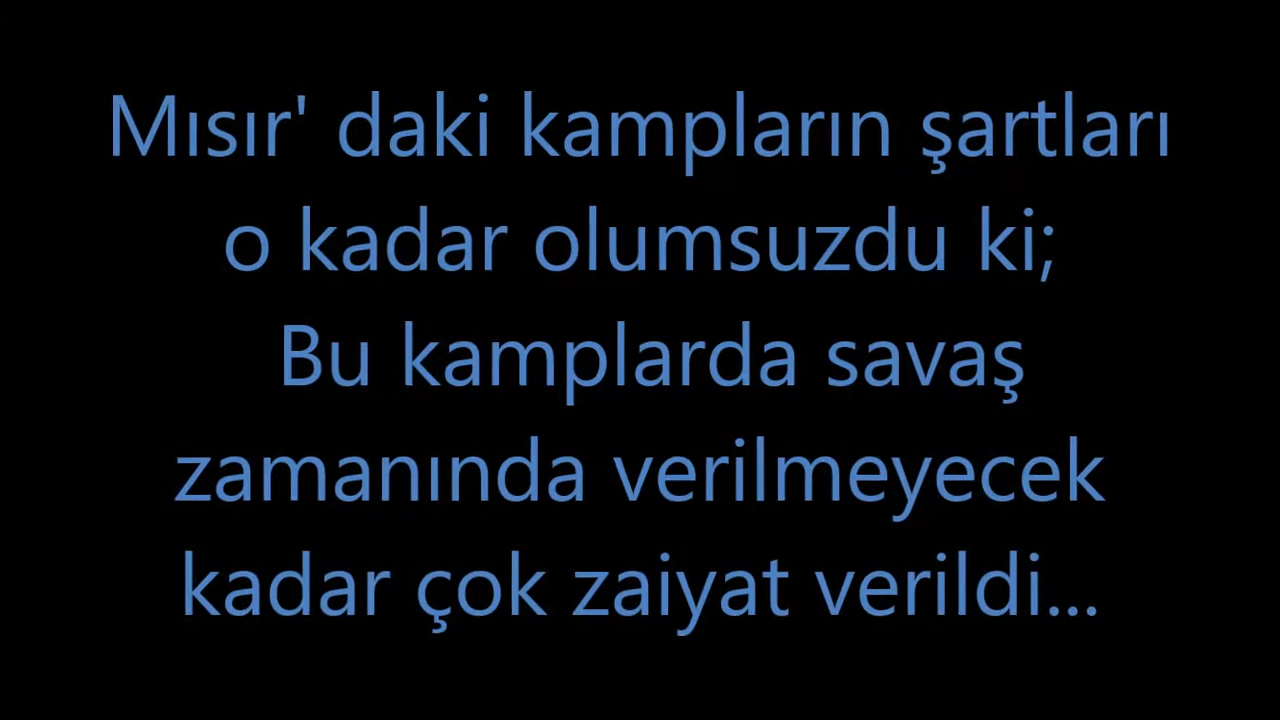 Mısır' daki kampların şartları
o kadar olumsuzdu ki;
Bu kamplarda savaş
zamanında verilmeyecek
kadar çok zaiyat verildi...